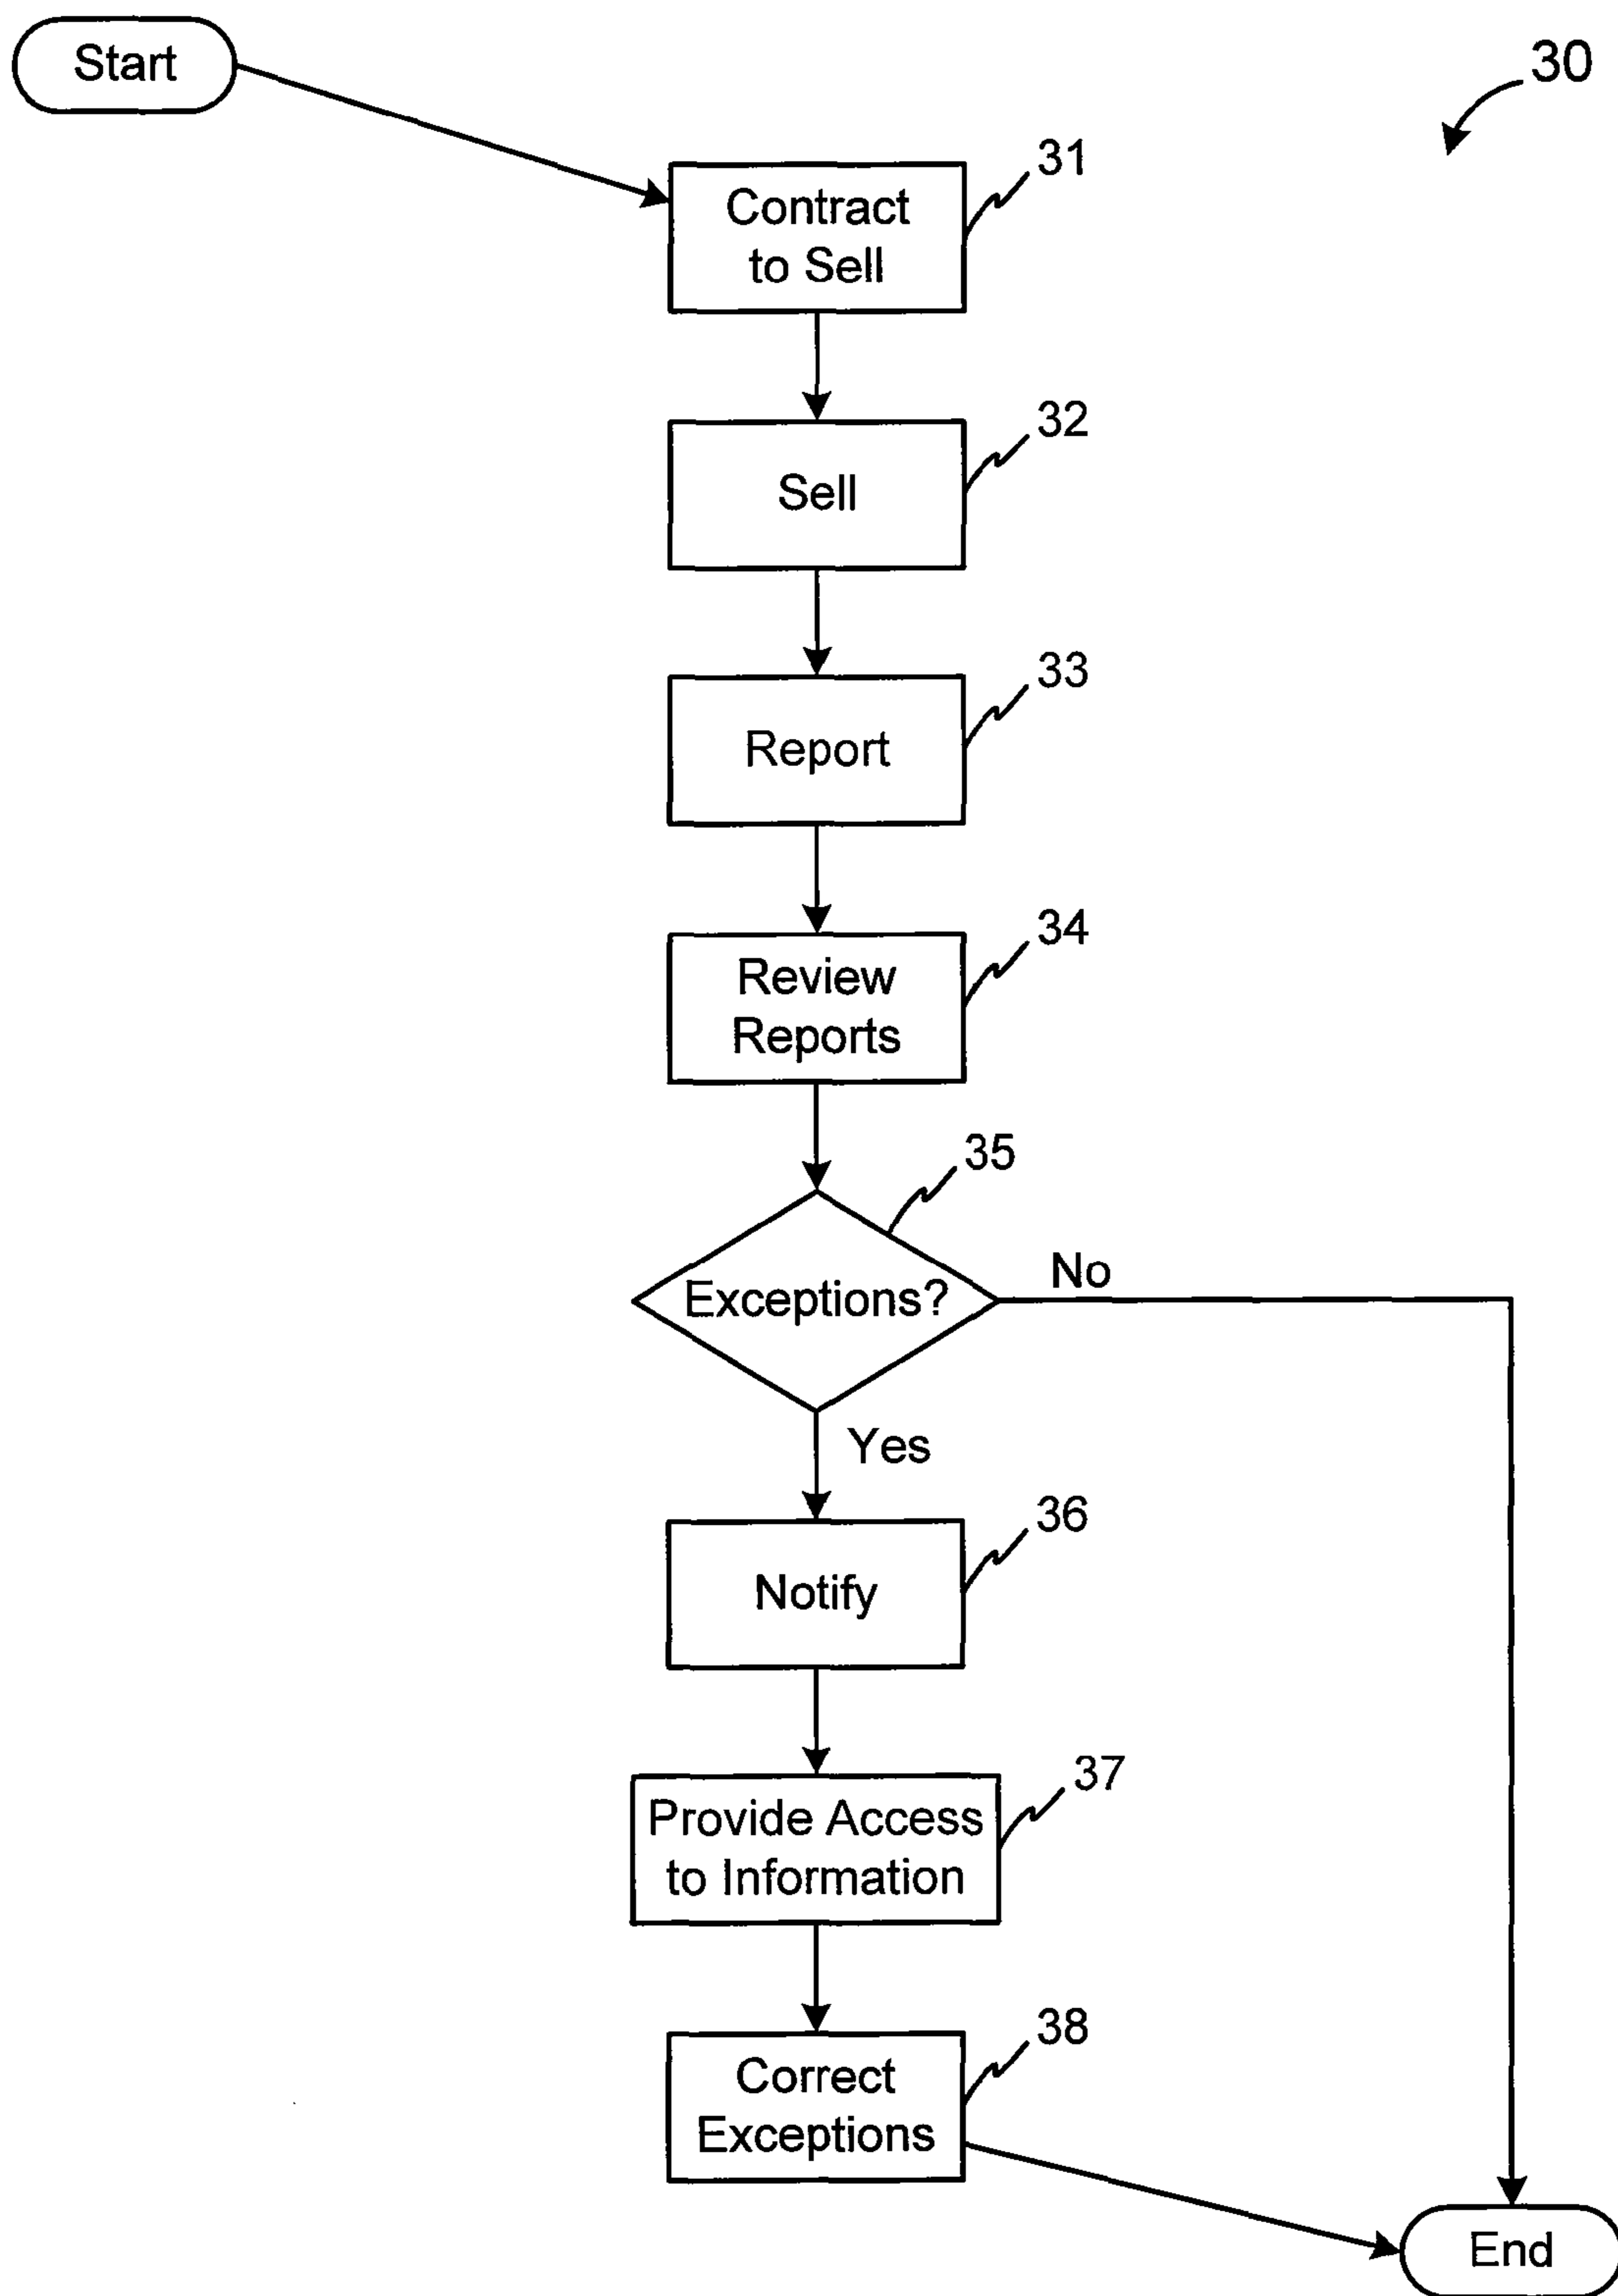 Start
30
31
Contract
to Sell
32
Sell
33
Report
34
Review
Reports
35
Exceptions?
No
Yes
36
Notify
37
Provide Access
to Information
38
Correct
Exceptions
End